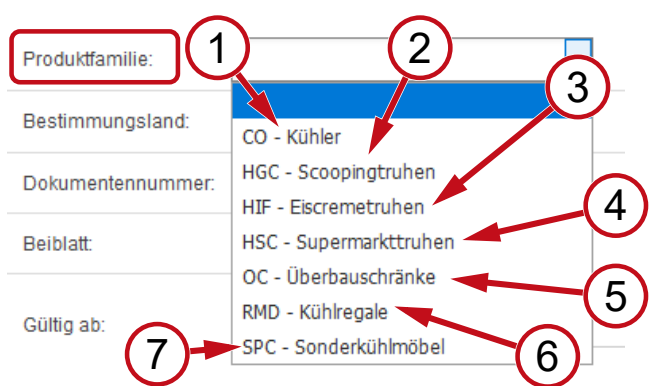 Produktfamilie:
1
2
3
Bestimmungsland:
CO - Kühler
Dokumentennummer:
HGC - Scoopingtruhen
HIF - Eiscremetruhen
4
Beiblatt:
HSC - Supermarkttruhen
OC - Überbauschränke
5
Gültig ab:
RMD - Kühlregale
6
7
SPC - Sonderkühlmöbel